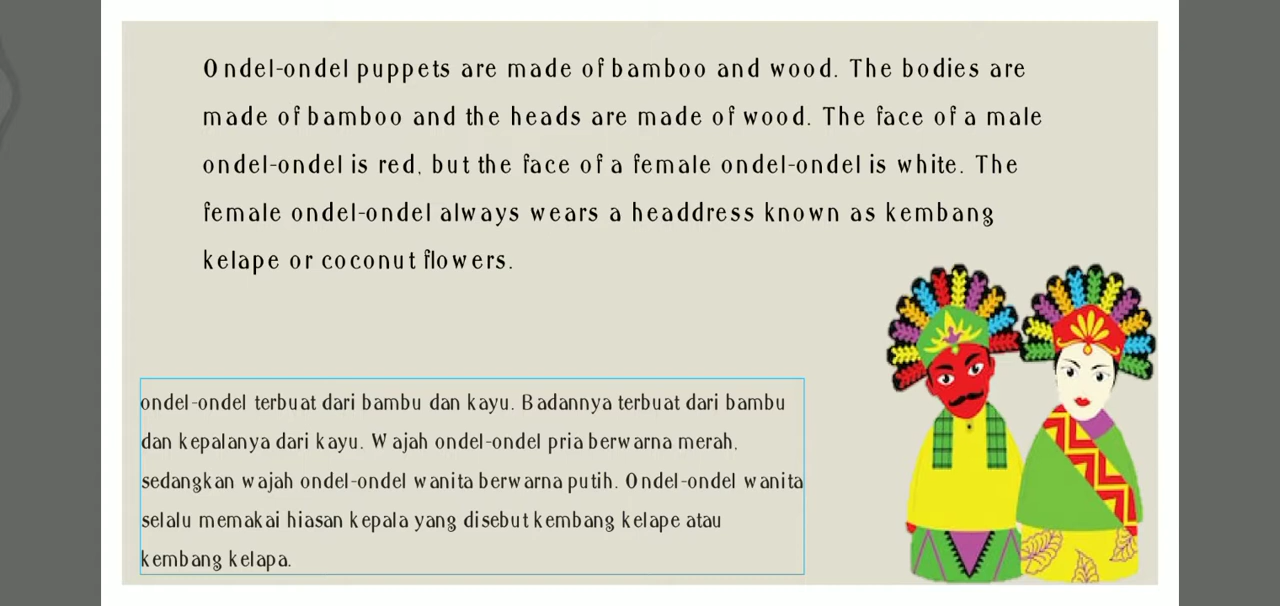 Ondel-ondel puppets are made of bamboo and wood. The bodies are
made of bamboo and the heads are made of wood. The face of a male
ondel-ondel is red, but the face of a female ondel-ondel is white. The
female ondel-ondel always wears a headdress known as kembang
kelape or coconut flowers.
ondel-ondel terbuat dari bambu dan kayu. Badannya terbuat dari bambu
dan kepalanya dari kayu. Wajah ondel-ondel pria berwarna merah,
sedangkan wajah ondel-ondel wanita berwarna putih. Ondel-ondel wanita
selalu memakai hiasan kepala yang disebut kembang kelape atau
kembang kelapa.